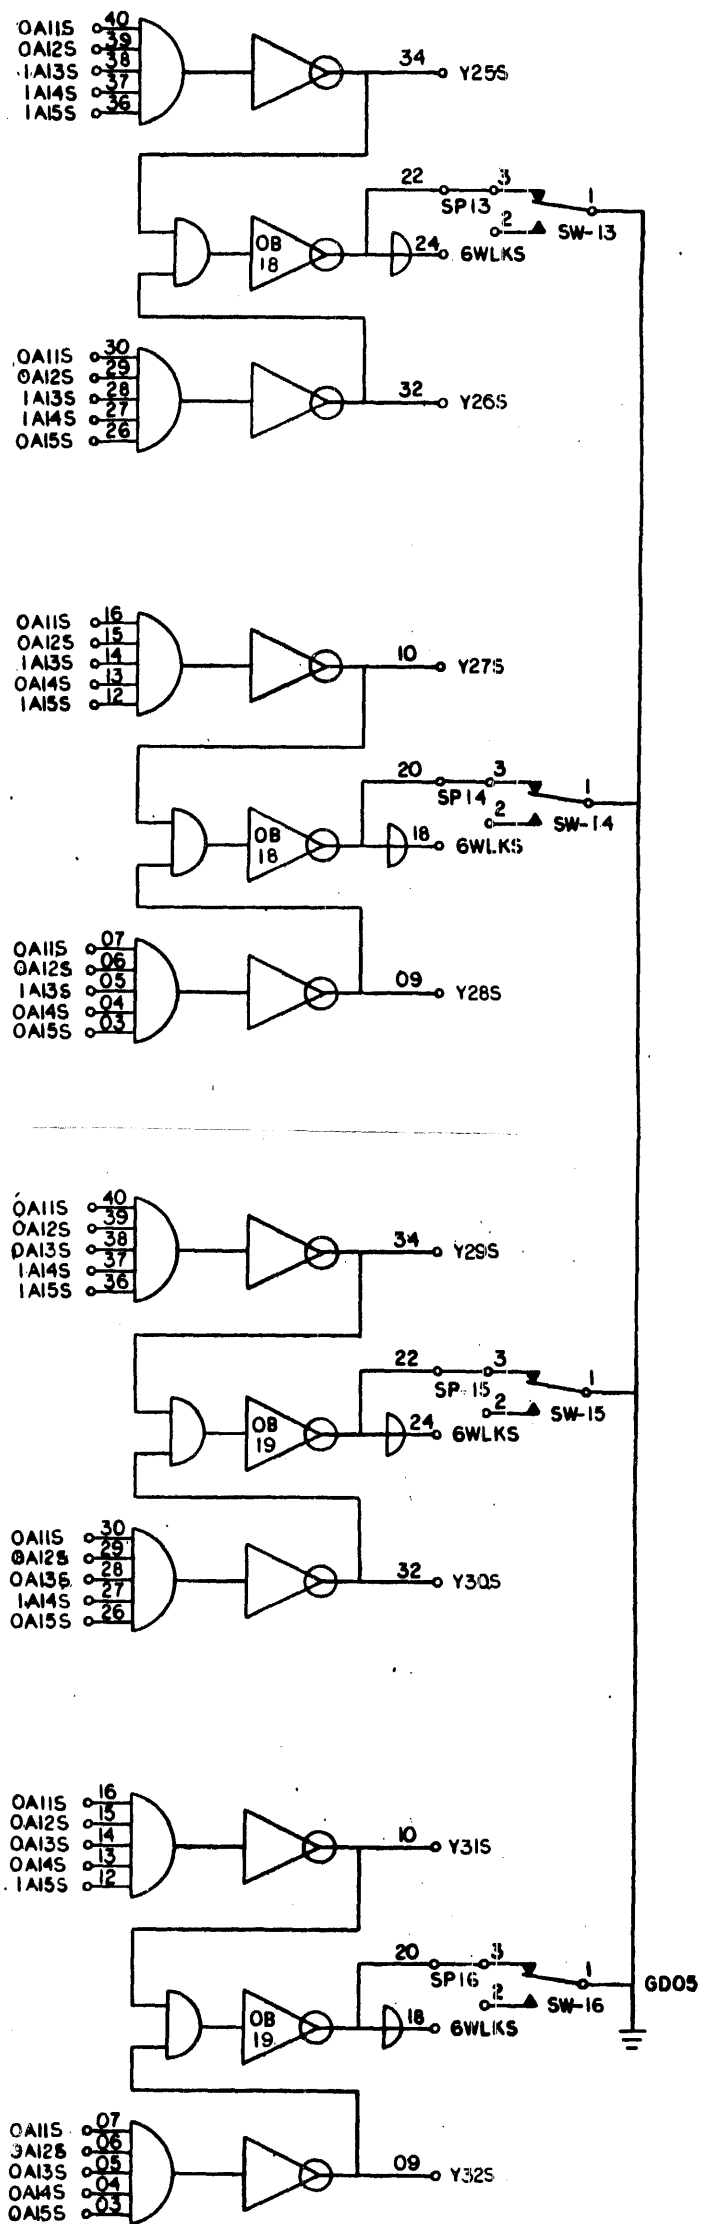 0A11S 40
0A12S 39
1A13S 38
1A14S 37
1A15S 36
34 Y25S
22 3 1
SP13
2 SW-13
OB
18
24 6WLKS
0A11S 30
0A12S 29
1A13S 28
1A14S 27
0A15S 26
32 Y26S
0A11S 16
0A12S 15
1A13S 14
0A14S 13
1A15S 12
10 Y27S
20 3 1
SP14
2 SW-14
OB
18
18 6WLKS
0A11S 07
0A12S 06
1A13S 05
0A14S 04
0A15S 03
09 Y28S
0A11S 40
0A12S 39
0A13S 38
1A14S 37
1A15S 36
34 Y29S
22 3 1
SP-15
2 SW-15
OB
19
24 6WLKS
0A11S 30
0A12S 29
0A13S 28
1A14S 27
0A15S 26
32 Y30S
0A11S 16
0A12S 15
0A13S 14
0A14S 13
1A15S 12
10 Y31S
20 3 1
SP16
2 SW-16
GD05
OB
19
18 6WLKS
0A11S 07
0A12S 06
0A13S 05
0A14S 04
0A15S 03
09 Y32S